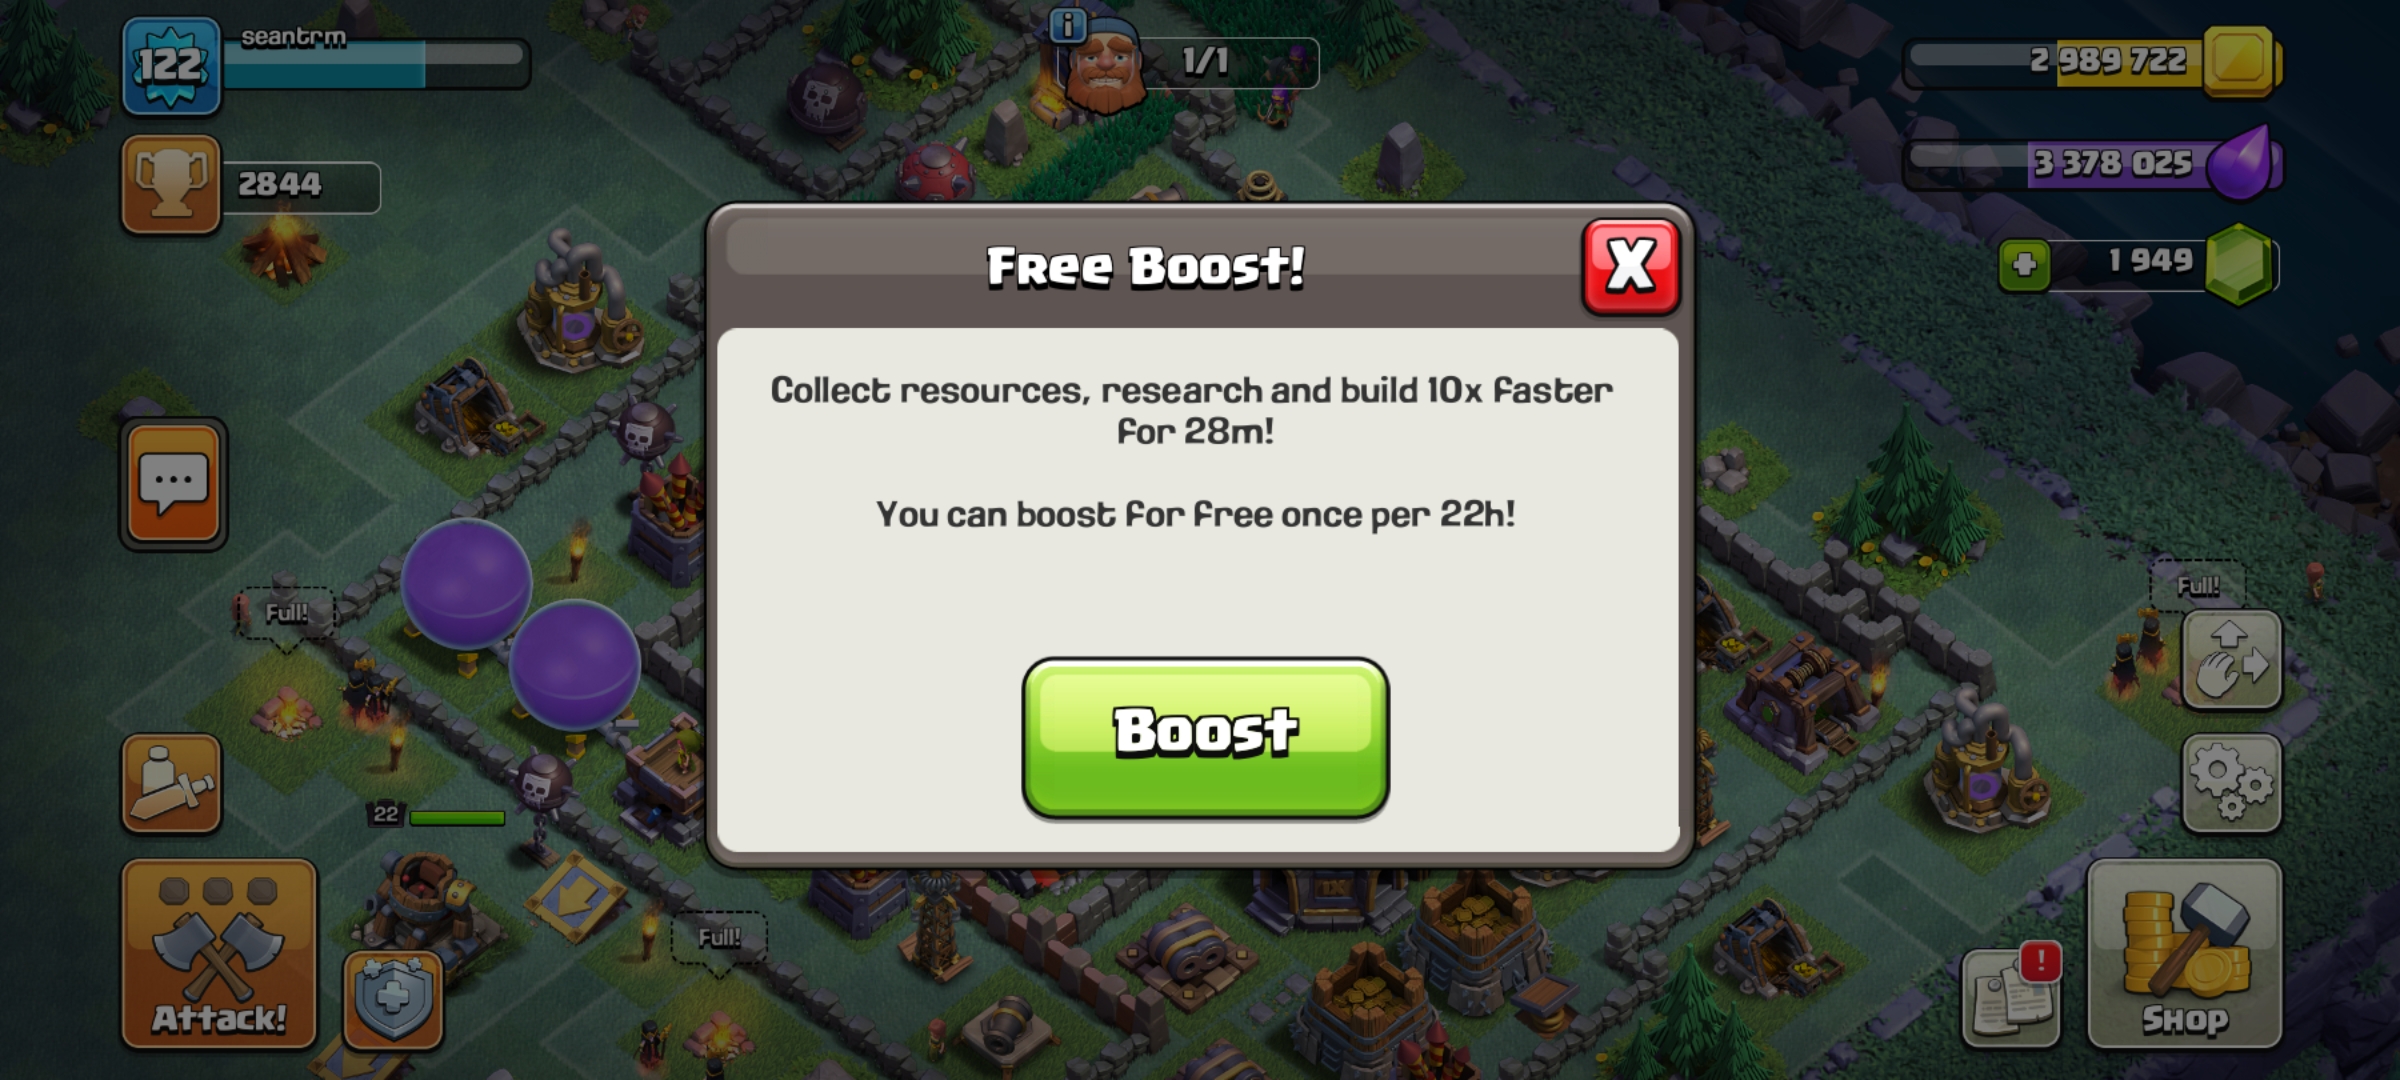 122
seantrm
i
1/1
2 989 722
2844
3 378 025
1 949
Free Boost!
X
Collect resources, research and build 10x faster
for 28m!
You can boost for free once per 22h!
Full!
Full!
Boost
22
Full!
!
Attack!
Shop